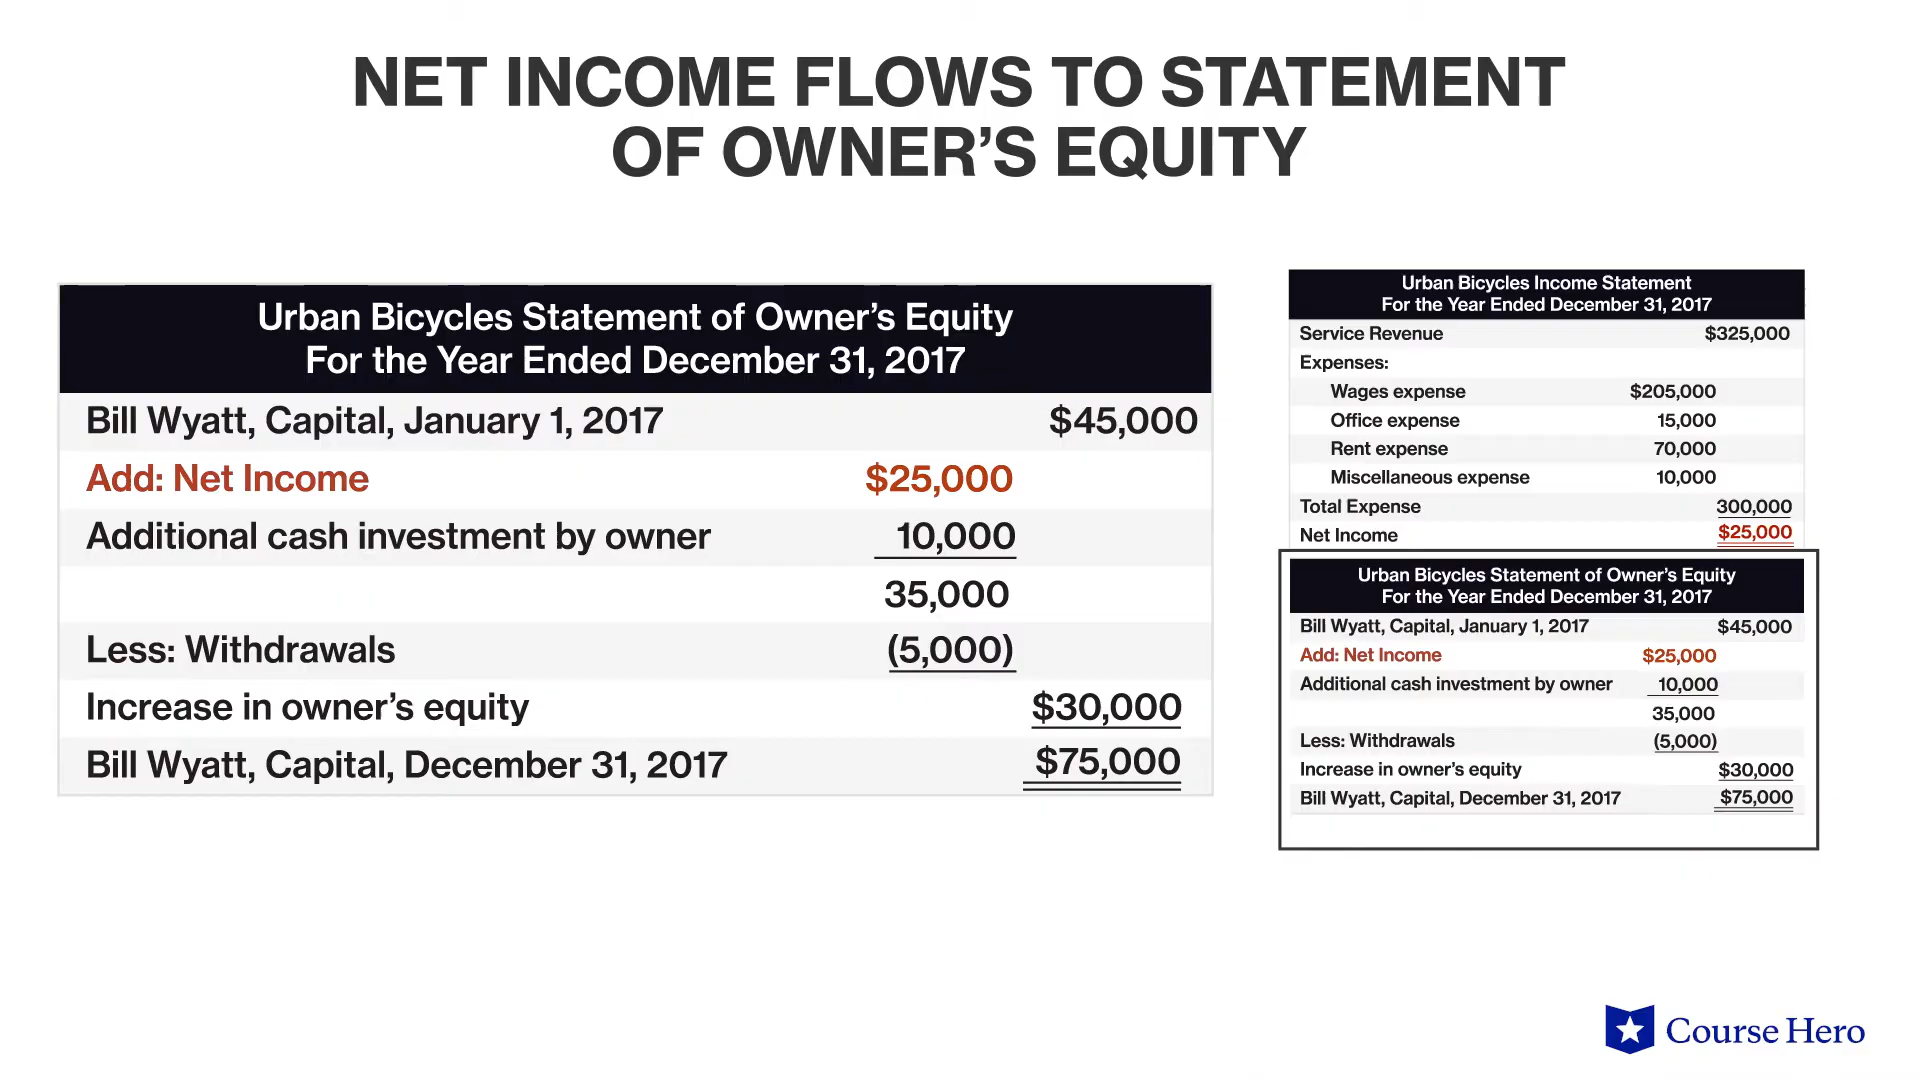 NET INCOME FLOWS TO STATEMENT
OF OWNER’S EQUITY
Urban Bicycles Statement of Owner’s Equity
For the Year Ended December 31, 2017
Bill Wyatt, Capital, January 1, 2017 $45,000
Add: Net Income $25,000
Additional cash investment by owner 10,000
35,000
Less: Withdrawals (5,000)
Increase in owner’s equity $30,000
Bill Wyatt, Capital, December 31, 2017 $75,000
Urban Bicycles Income Statement
For the Year Ended December 31, 2017
Service Revenue $325,000
Expenses:
Wages expense $205,000
Office expense 15,000
Rent expense 70,000
Miscellaneous expense 10,000
Total Expense 300,000
Net Income $25,000
Urban Bicycles Statement of Owner’s Equity
For the Year Ended December 31, 2017
Bill Wyatt, Capital, January 1, 2017 $45,000
Add: Net Income $25,000
Additional cash investment by owner 10,000
35,000
Less: Withdrawals (5,000)
Increase in owner’s equity $30,000
Bill Wyatt, Capital, December 31, 2017 $75,000
Course Hero